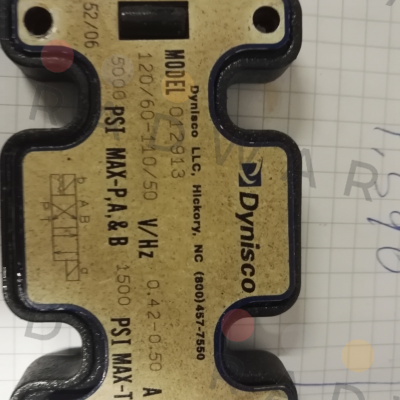 Dynisco
Dynisco LLC, Hickory, NC (800)457-7550
MODEL 012913
120/60-110/50 V/Hz 0.42-0.50 A
5000 PSI MAX-P,A,& B 1500 PSI MAX-T
52/06
A B
P